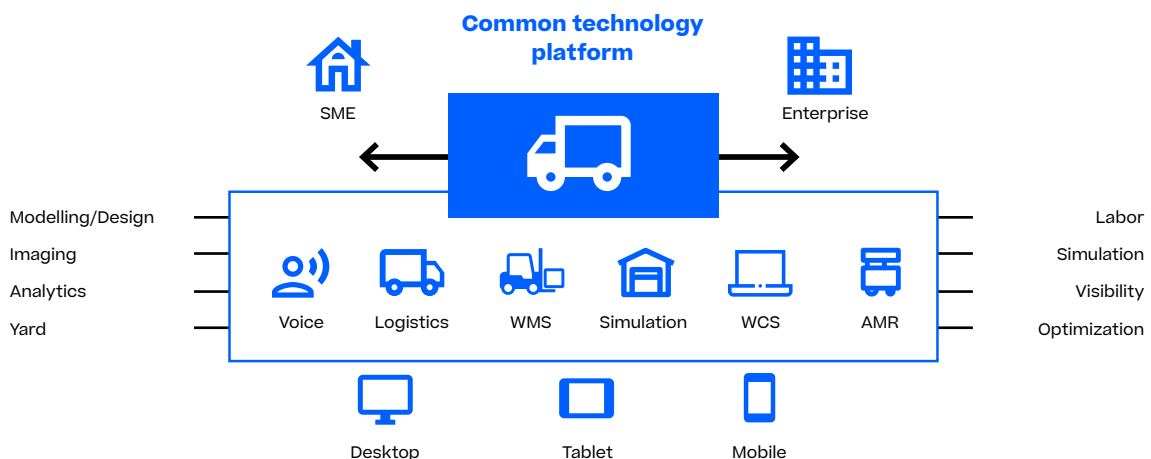 Common technology
platform
SME
Enterprise
Modelling/Design
Imaging
Analytics
Yard
Labor
Simulation
Visibility
Optimization
Voice
Logistics
WMS
Simulation
WCS
AMR
Desktop
Tablet
Mobile